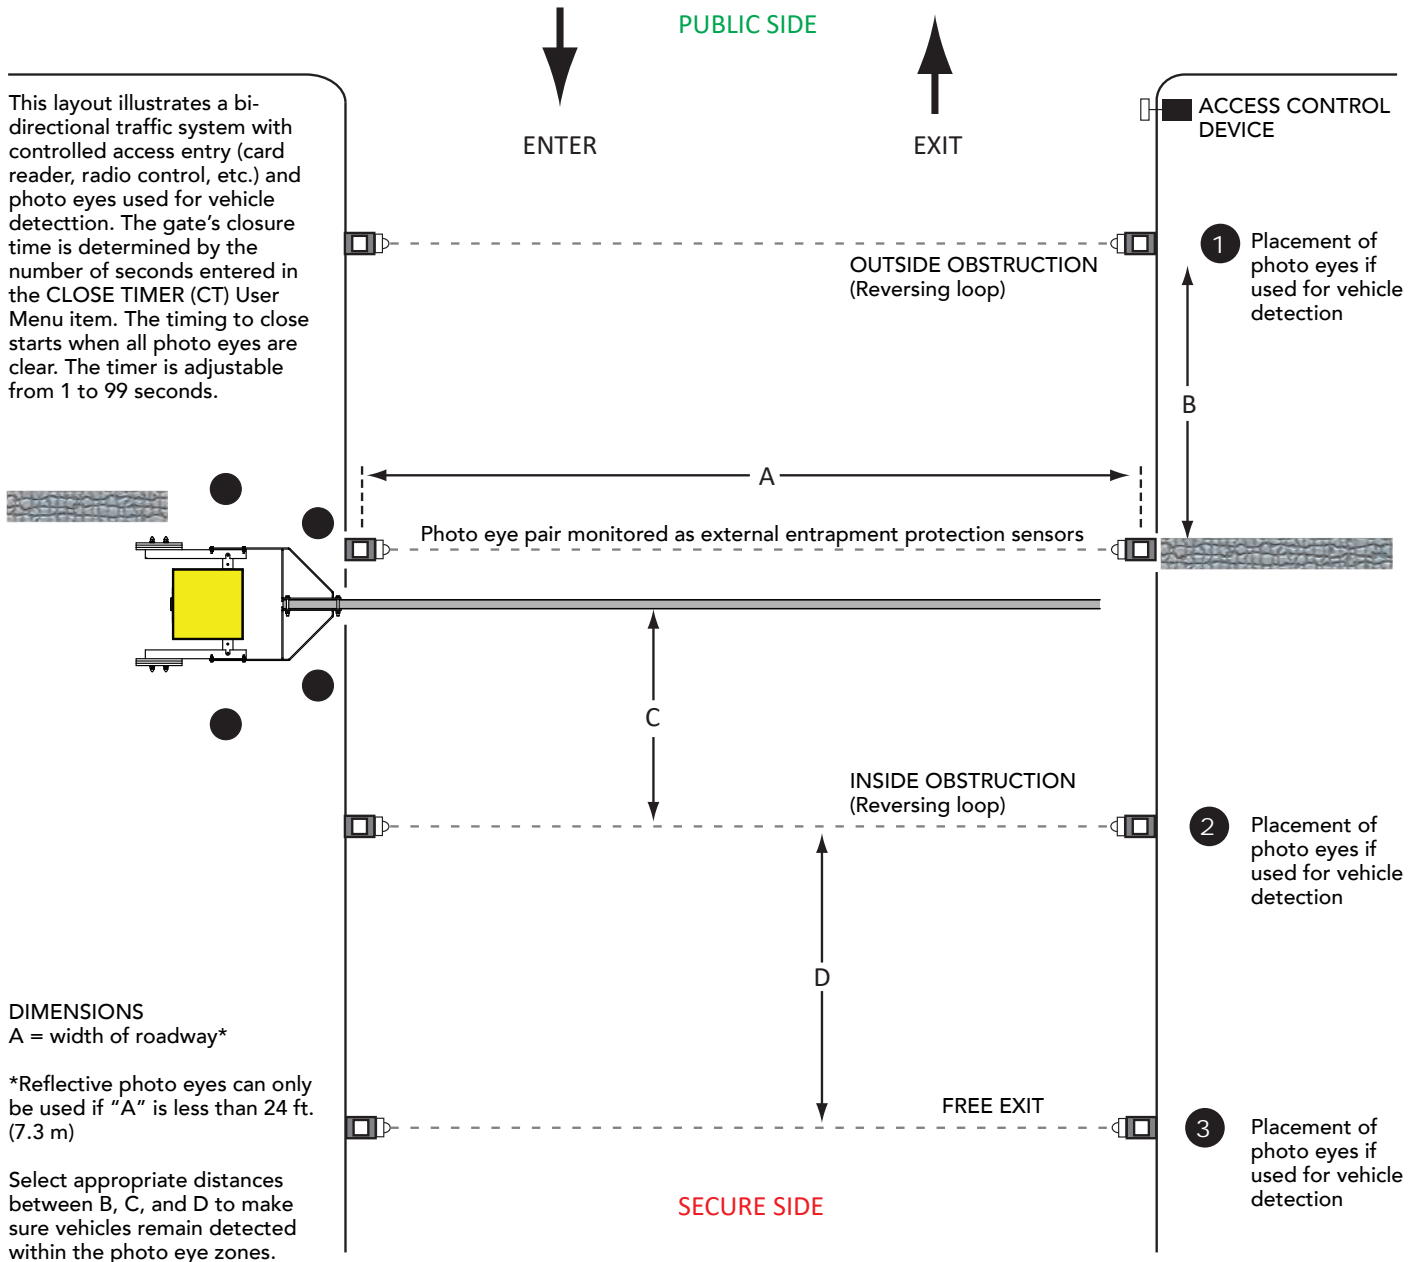 PUBLIC SIDE
ENTER
EXIT
ACCESS CONTROL
DEVICE
This layout illustrates a bi-
directional traffic system with
controlled access entry (card
reader, radio control, etc.) and
photo eyes used for vehicle
detecttion. The gate's closure
time is determined by the
number of seconds entered in
the CLOSE TIMER (CT) User
Menu item. The timing to close
starts when all photo eyes are
clear. The timer is adjustable
from 1 to 99 seconds.
OUTSIDE OBSTRUCTION
(Reversing loop)
1
Placement of
photo eyes if
used for vehicle
detection
B
A
Photo eye pair monitored as external entrapment protection sensors
C
INSIDE OBSTRUCTION
(Reversing loop)
2
Placement of
photo eyes if
used for vehicle
detection
D
DIMENSIONS
A = width of roadway*
*Reflective photo eyes can only
be used if "A" is less than 24 ft.
(7.3 m)
Select appropriate distances
between B, C, and D to make
sure vehicles remain detected
within the photo eye zones.
FREE EXIT
3
Placement of
photo eyes if
used for vehicle
detection
SECURE SIDE